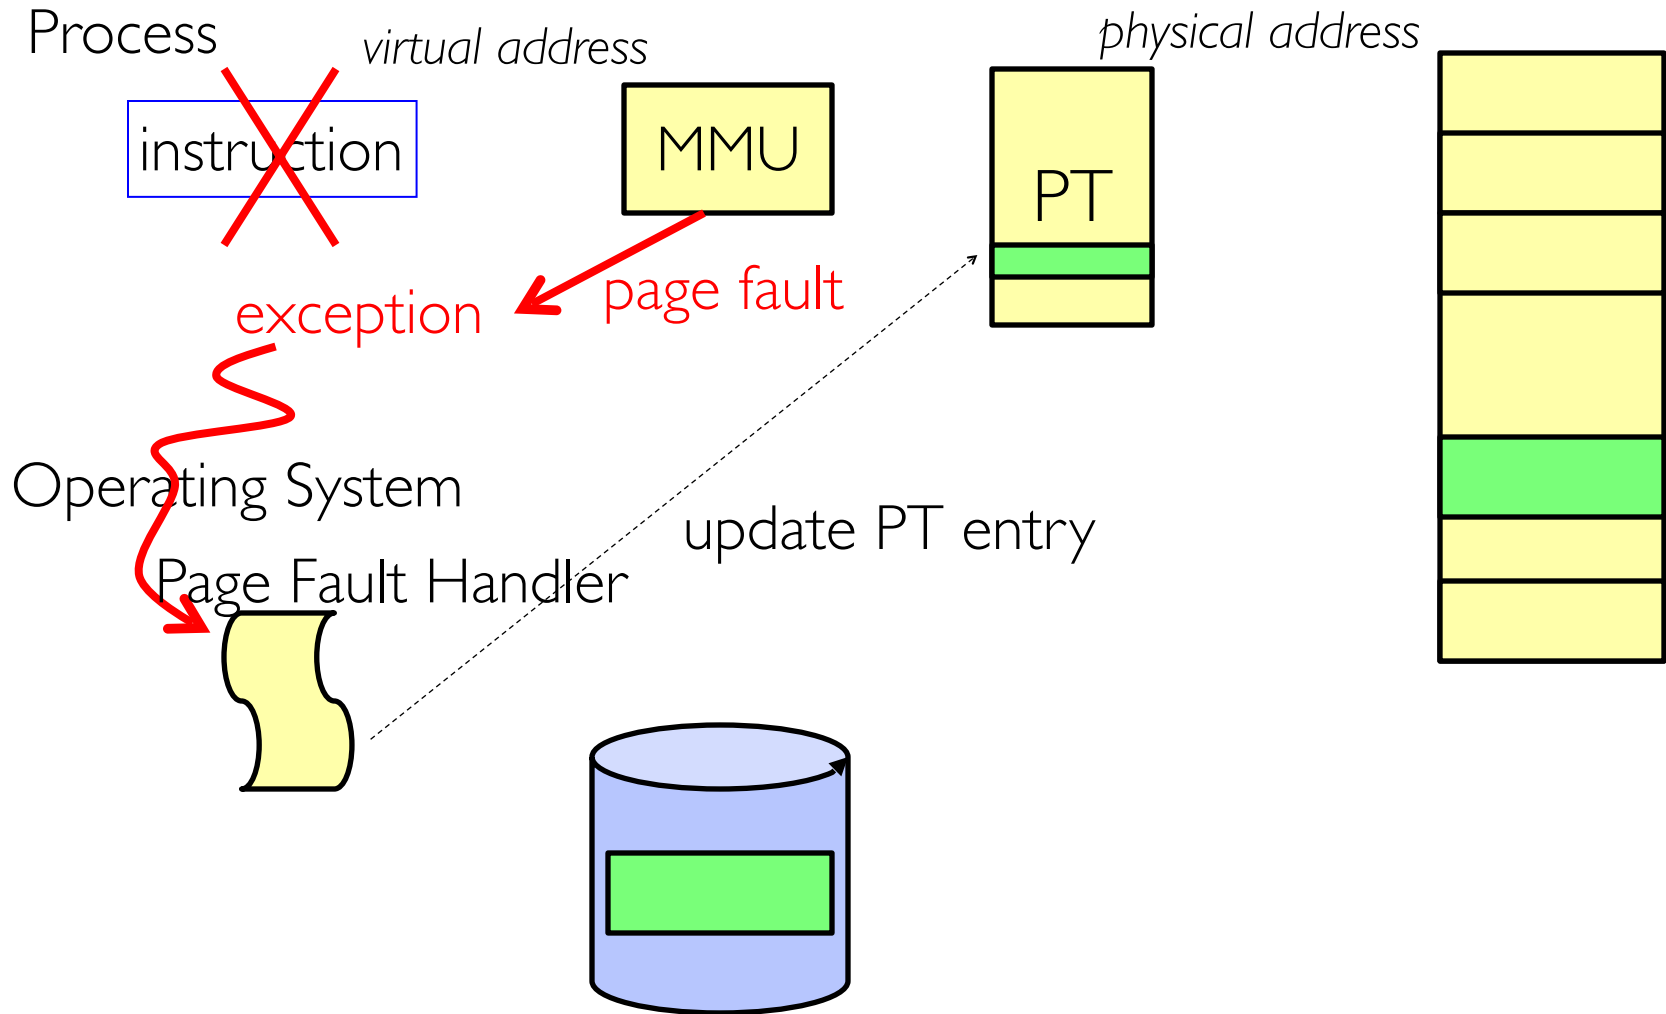 Process
virtual address
physical address
instruction
MMU
PT
page fault
exception
Operating System
update PT entry
Page Fault Handler